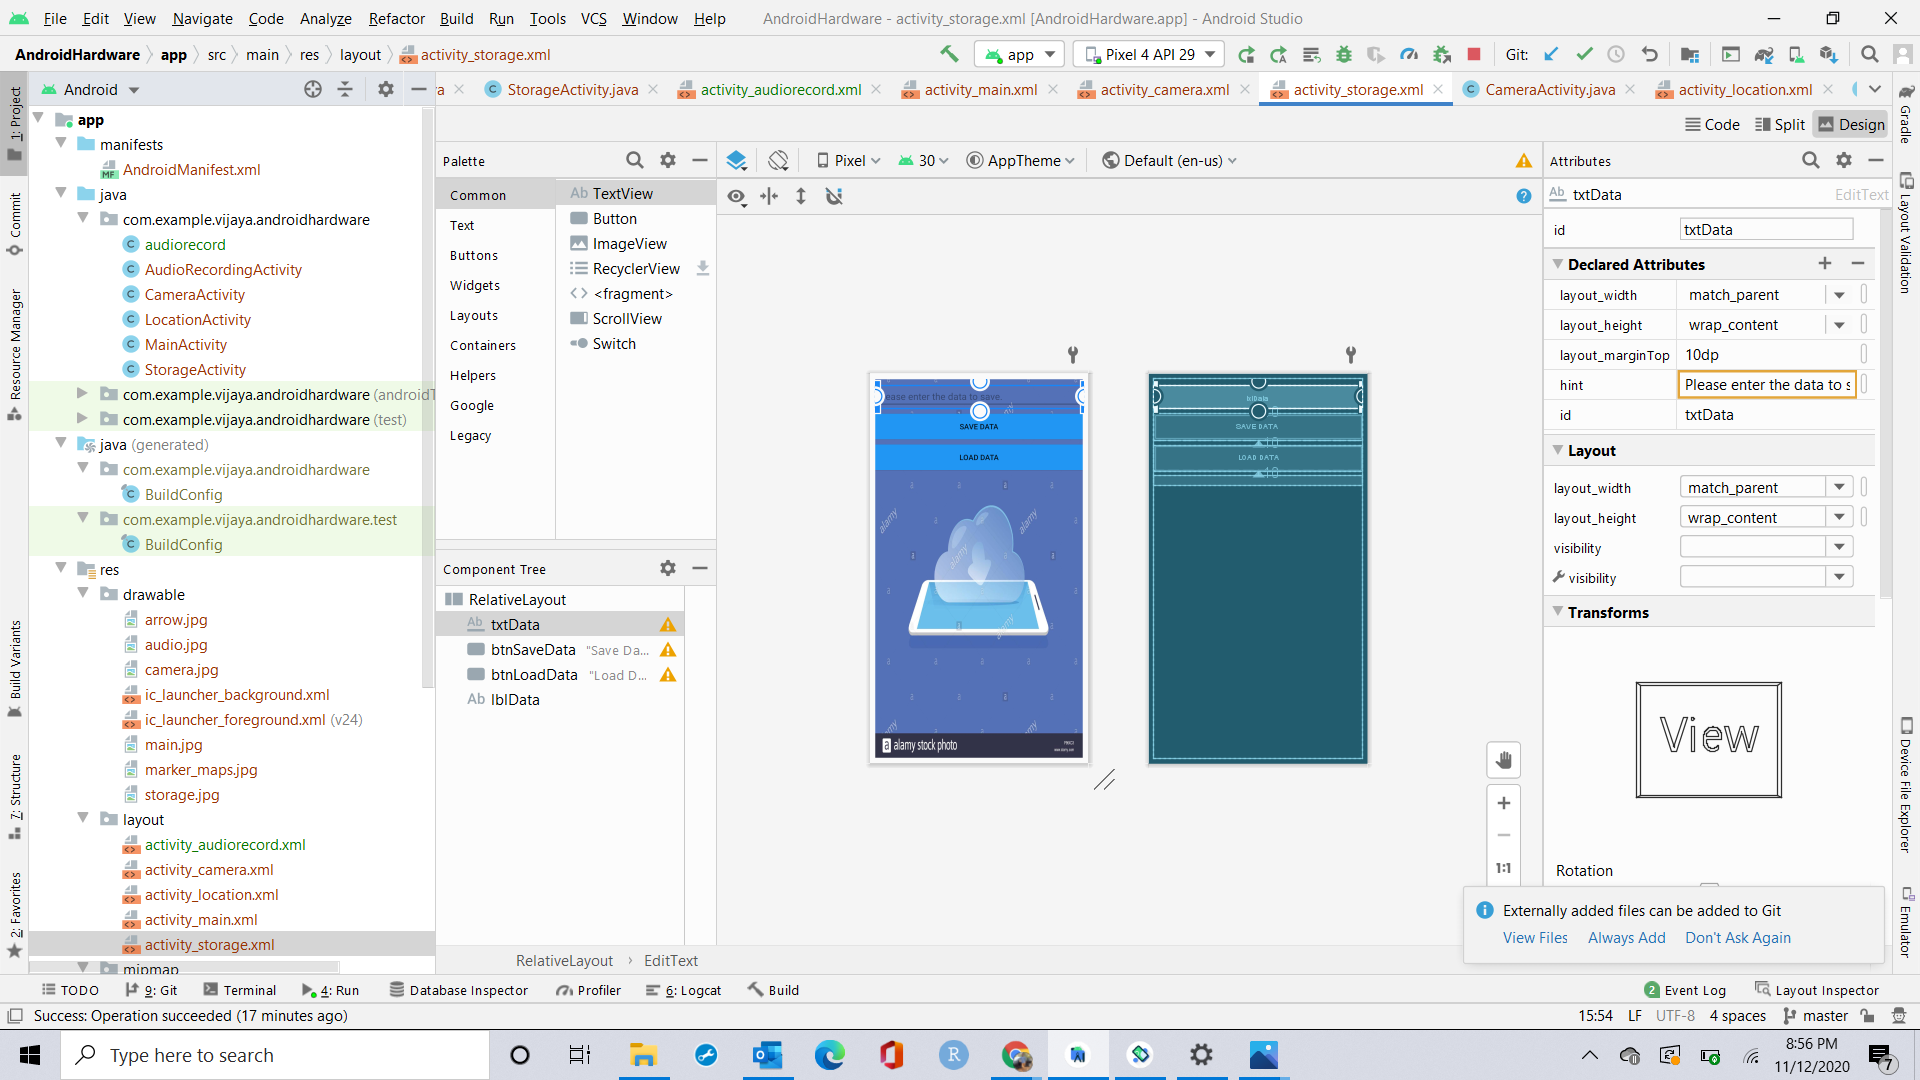 File Edit View Navigate Code Analyze Refactor Build Run Tools VCS Window Help AndroidHardware - activity_storage.xml [AndroidHardware.app] - Android Studio
AndroidHardware app src main res layout activity_storage.xml app Pixel 4 API 29 Git:
Android
StorageActivity.java activity_audiorecord.xml activity_main.xml activity_camera.xml activity_storage.xml CameraActivity.java activity_location.xml
Code Split Design
1: Project
Commit
Resource Manager
Build Variants
7: Structure
2: Favorites
app
manifests
AndroidManifest.xml
java
com.example.vijaya.androidhardware
audiorecord
AudioRecordingActivity
CameraActivity
LocationActivity
MainActivity
StorageActivity
com.example.vijaya.androidhardware (androidT
com.example.vijaya.androidhardware (test)
java (generated)
com.example.vijaya.androidhardware
BuildConfig
com.example.vijaya.androidhardware.test
BuildConfig
res
drawable
arrow.jpg
audio.jpg
camera.jpg
ic_launcher_background.xml
ic_launcher_foreground.xml (v24)
main.jpg
marker_maps.jpg
storage.jpg
layout
activity_audiorecord.xml
activity_camera.xml
activity_location.xml
activity_main.xml
activity_storage.xml
mipmap
Palette
Common
Text
Buttons
Widgets
Layouts
Containers
Helpers
Google
Legacy
Ab TextView
Button
ImageView
RecyclerView
<fragment>
ScrollView
Switch
Component Tree
RelativeLayout
Ab txtData
btnSaveData "Save Da...
btnLoadData "Load D...
Ab lblData
Pixel 30 AppTheme Default (en-us)
ease enter the data to save.
SAVE DATA
LOAD DATA
alamy
alamy
alamy
alamy
alamy
alamy
a alamy stock photo
www.alamy.com
lblData
SAVE DATA
10
LOAD DATA
10
1:1
RelativeLayout EditText
Attributes
Ab txtData EditText
id txtData
Declared Attributes
layout_width match_parent
layout_height wrap_content
layout_marginTop 10dp
hint Please enter the data to s
id txtData
Layout
layout_width match_parent
layout_height wrap_content
visibility
visibility
Transforms
View
Rotation
Externally added files can be added to Git
View Files Always Add Don't Ask Again
Gradle
Layout Validation
Device File Explorer
Emulator
TODO 9: Git Terminal 4: Run Database Inspector Profiler 6: Logcat Build 2 Event Log Layout Inspector
Success: Operation succeeded (17 minutes ago) 15:54 LF UTF-8 4 spaces master
Type here to search
8:56 PM
11/12/2020
7